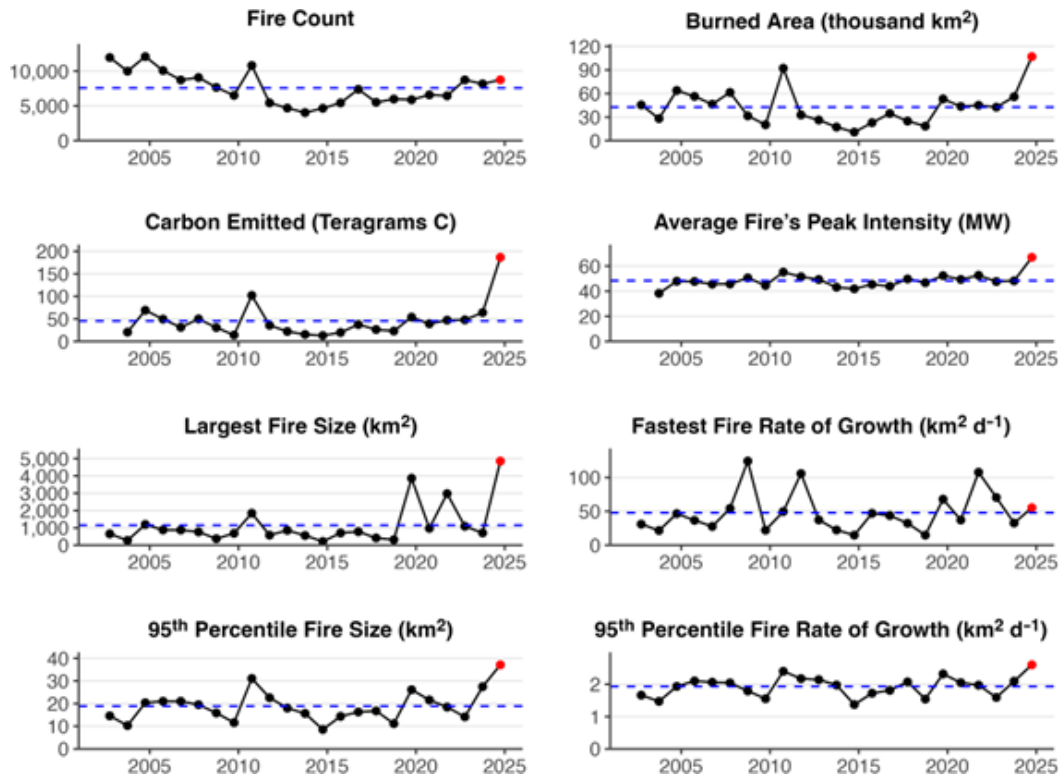 Fire Count
10,000
5,000
0
2005 2010 2015 2020 2025
Burned Area (thousand km²)
120
90
60
30
0
2005 2010 2015 2020 2025
Carbon Emitted (Teragrams C)
200
150
100
50
0
2005 2010 2015 2020 2025
Average Fire's Peak Intensity (MW)
60
40
20
0
2005 2010 2015 2020 2025
Largest Fire Size (km²)
5,000
4,000
3,000
2,000
1,000
0
2005 2010 2015 2020 2025
Fastest Fire Rate of Growth (km² d⁻¹)
100
50
0
2005 2010 2015 2020 2025
95ᵗʰ Percentile Fire Size (km²)
40
30
20
10
0
2005 2010 2015 2020 2025
95ᵗʰ Percentile Fire Rate of Growth (km² d⁻¹)
2
1
0
2005 2010 2015 2020 2025